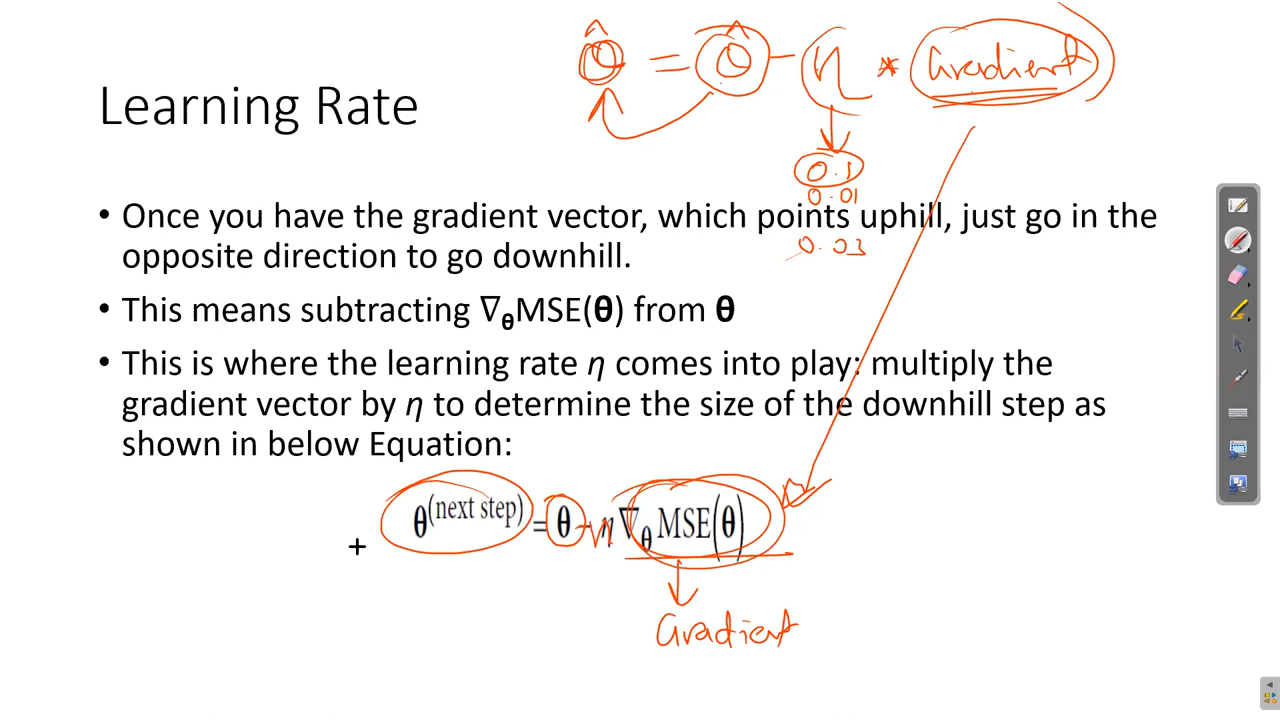 θ̂ = θ̂ - η * Gradient
Learning Rate
0.1
0.01
• Once you have the gradient vector, which points uphill, just go in the
0.03
opposite direction to go downhill.
• This means subtracting ∇θMSE(θ) from θ
• This is where the learning rate η comes into play: multiply the
gradient vector by η to determine the size of the downhill step as
shown in below Equation:
θ(next step) = θ - η ∇θ MSE(θ)
+
Gradient